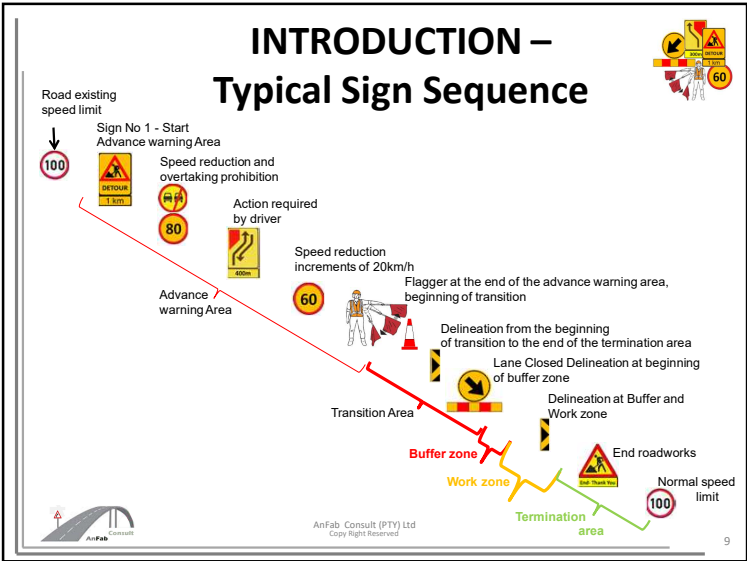 INTRODUCTION –
Typical Sign Sequence
DETOUR
1 km
300m
60
Road existing
speed limit
100
Sign No 1 - Start
Advance warning Area
DETOUR
1 km
Speed reduction and
overtaking prohibition
80
Action required
by driver
400m
Speed reduction
increments of 20km/h
60
Flagger at the end of the advance warning area,
beginning of transition
Advance
warning Area
Delineation from the beginning
of transition to the end of the termination area
Lane Closed Delineation at beginning
of buffer zone
Delineation at Buffer and
Work zone
Transition Area
Buffer zone
Work zone
End roadworks
End- Thank You
Normal speed
limit
100
Termination
area
AnFab Consult
AnFab Consult (PTY) Ltd
Copy Right Reserved
9